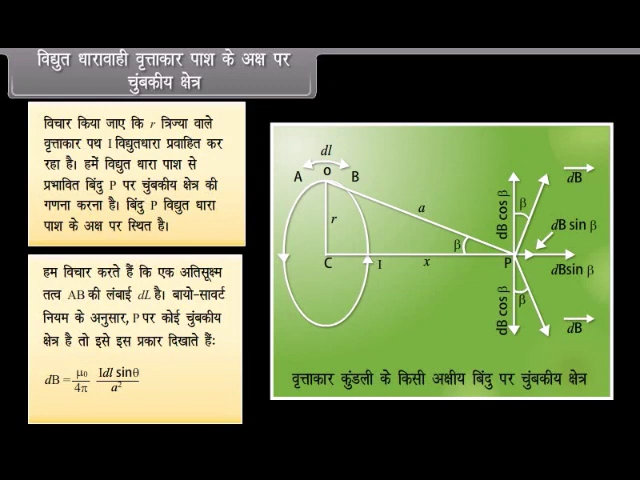 विद्युत धारावाही वृत्ताकार पाश के अक्ष पर
चुंबकीय क्षेत्र
विचार किया जाए कि r त्रिज्या वाले
वृत्ताकार पथ I विद्युतधारा प्रवाहित कर
रहा है। हमें विद्युत धारा पाश से
प्रभावित बिंदु P पर चुंबकीय क्षेत्र की
गणना करना है। बिंदु P विद्युत धारा
पाश के अक्ष पर स्थित है।
हम विचार करते हैं कि एक अतिसूक्ष्म
तत्व AB की लंबाई dL है। बायो-सावर्ट
नियम के अनुसार, P पर कोई चुंबकीय
क्षेत्र है तो इसे इस प्रकार दिखाते हैं:
dB = μ₀/4π Idl sinθ/a²
dl
A O B
r
a
C
I
x
β
P
dB cos β
β
dB
dB sin β
dBsin β
dB cos β
β
dB
वृत्ताकार कुंडली के किसी अक्षीय बिंदु पर चुंबकीय क्षेत्र